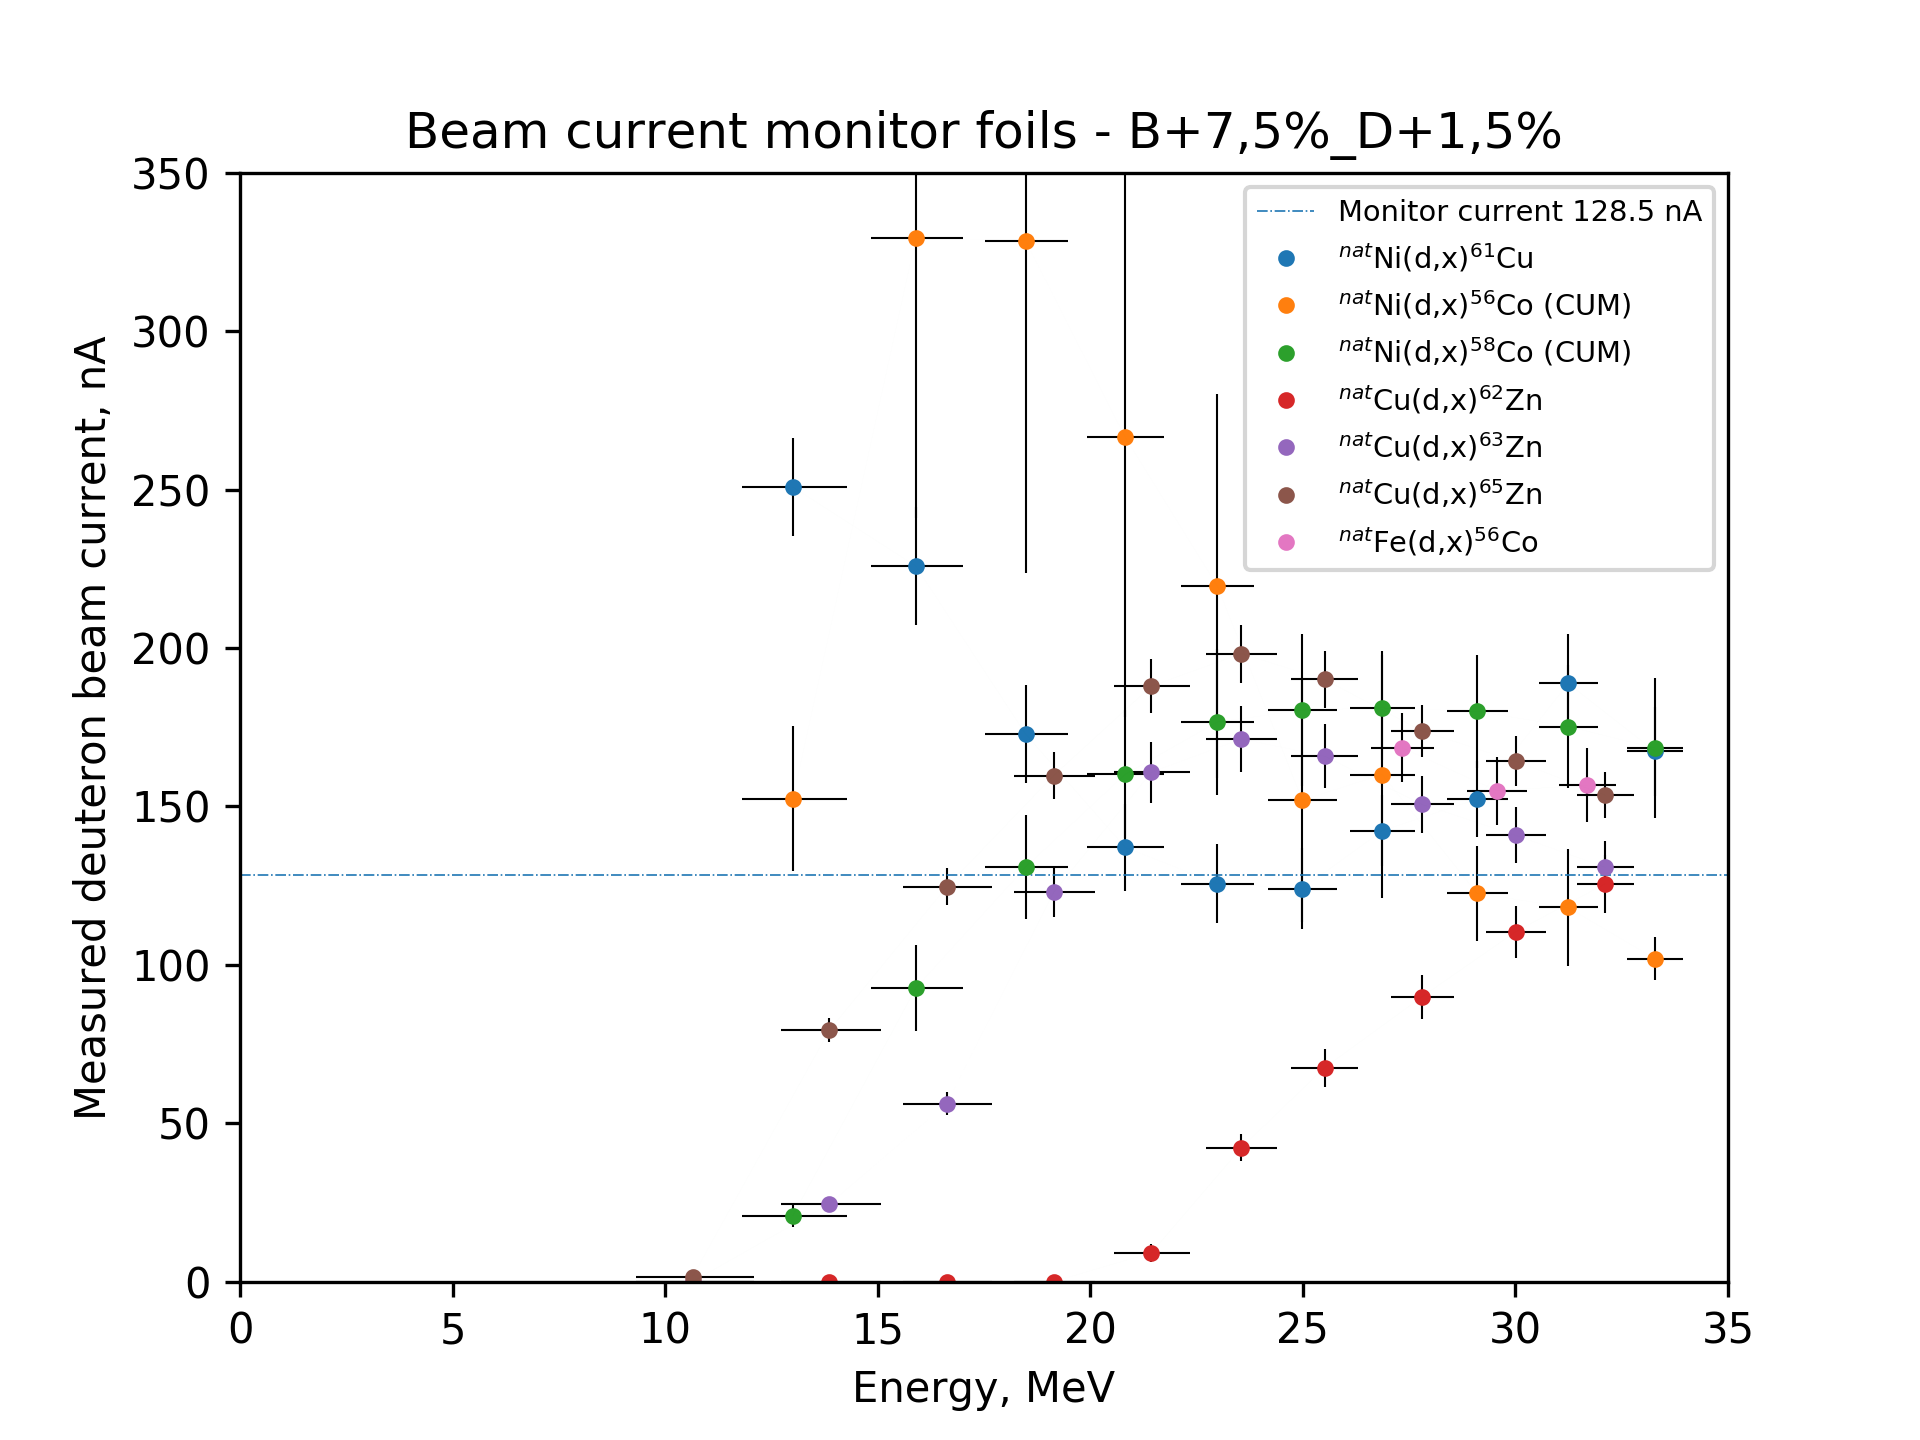 Beam current monitor foils - B+7,5%_D+1,5%
Measured deuteron beam current, nA
350
300
250
200
150
100
50
0
Monitor current 128.5 nA
natNi(d,x)61Cu
natNi(d,x)56Co (CUM)
natNi(d,x)58Co (CUM)
natCu(d,x)62Zn
natCu(d,x)63Zn
natCu(d,x)65Zn
natFe(d,x)56Co
0 5 10 15 20 25 30 35
Energy, MeV